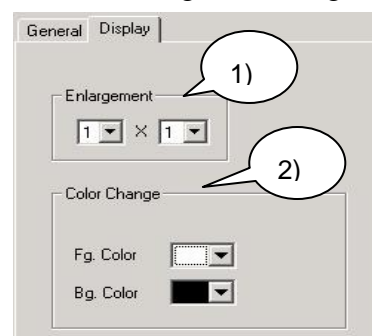 General Display
1)
Enlargement
1 X 1
2)
Color Change
Fg. Color
Bg. Color